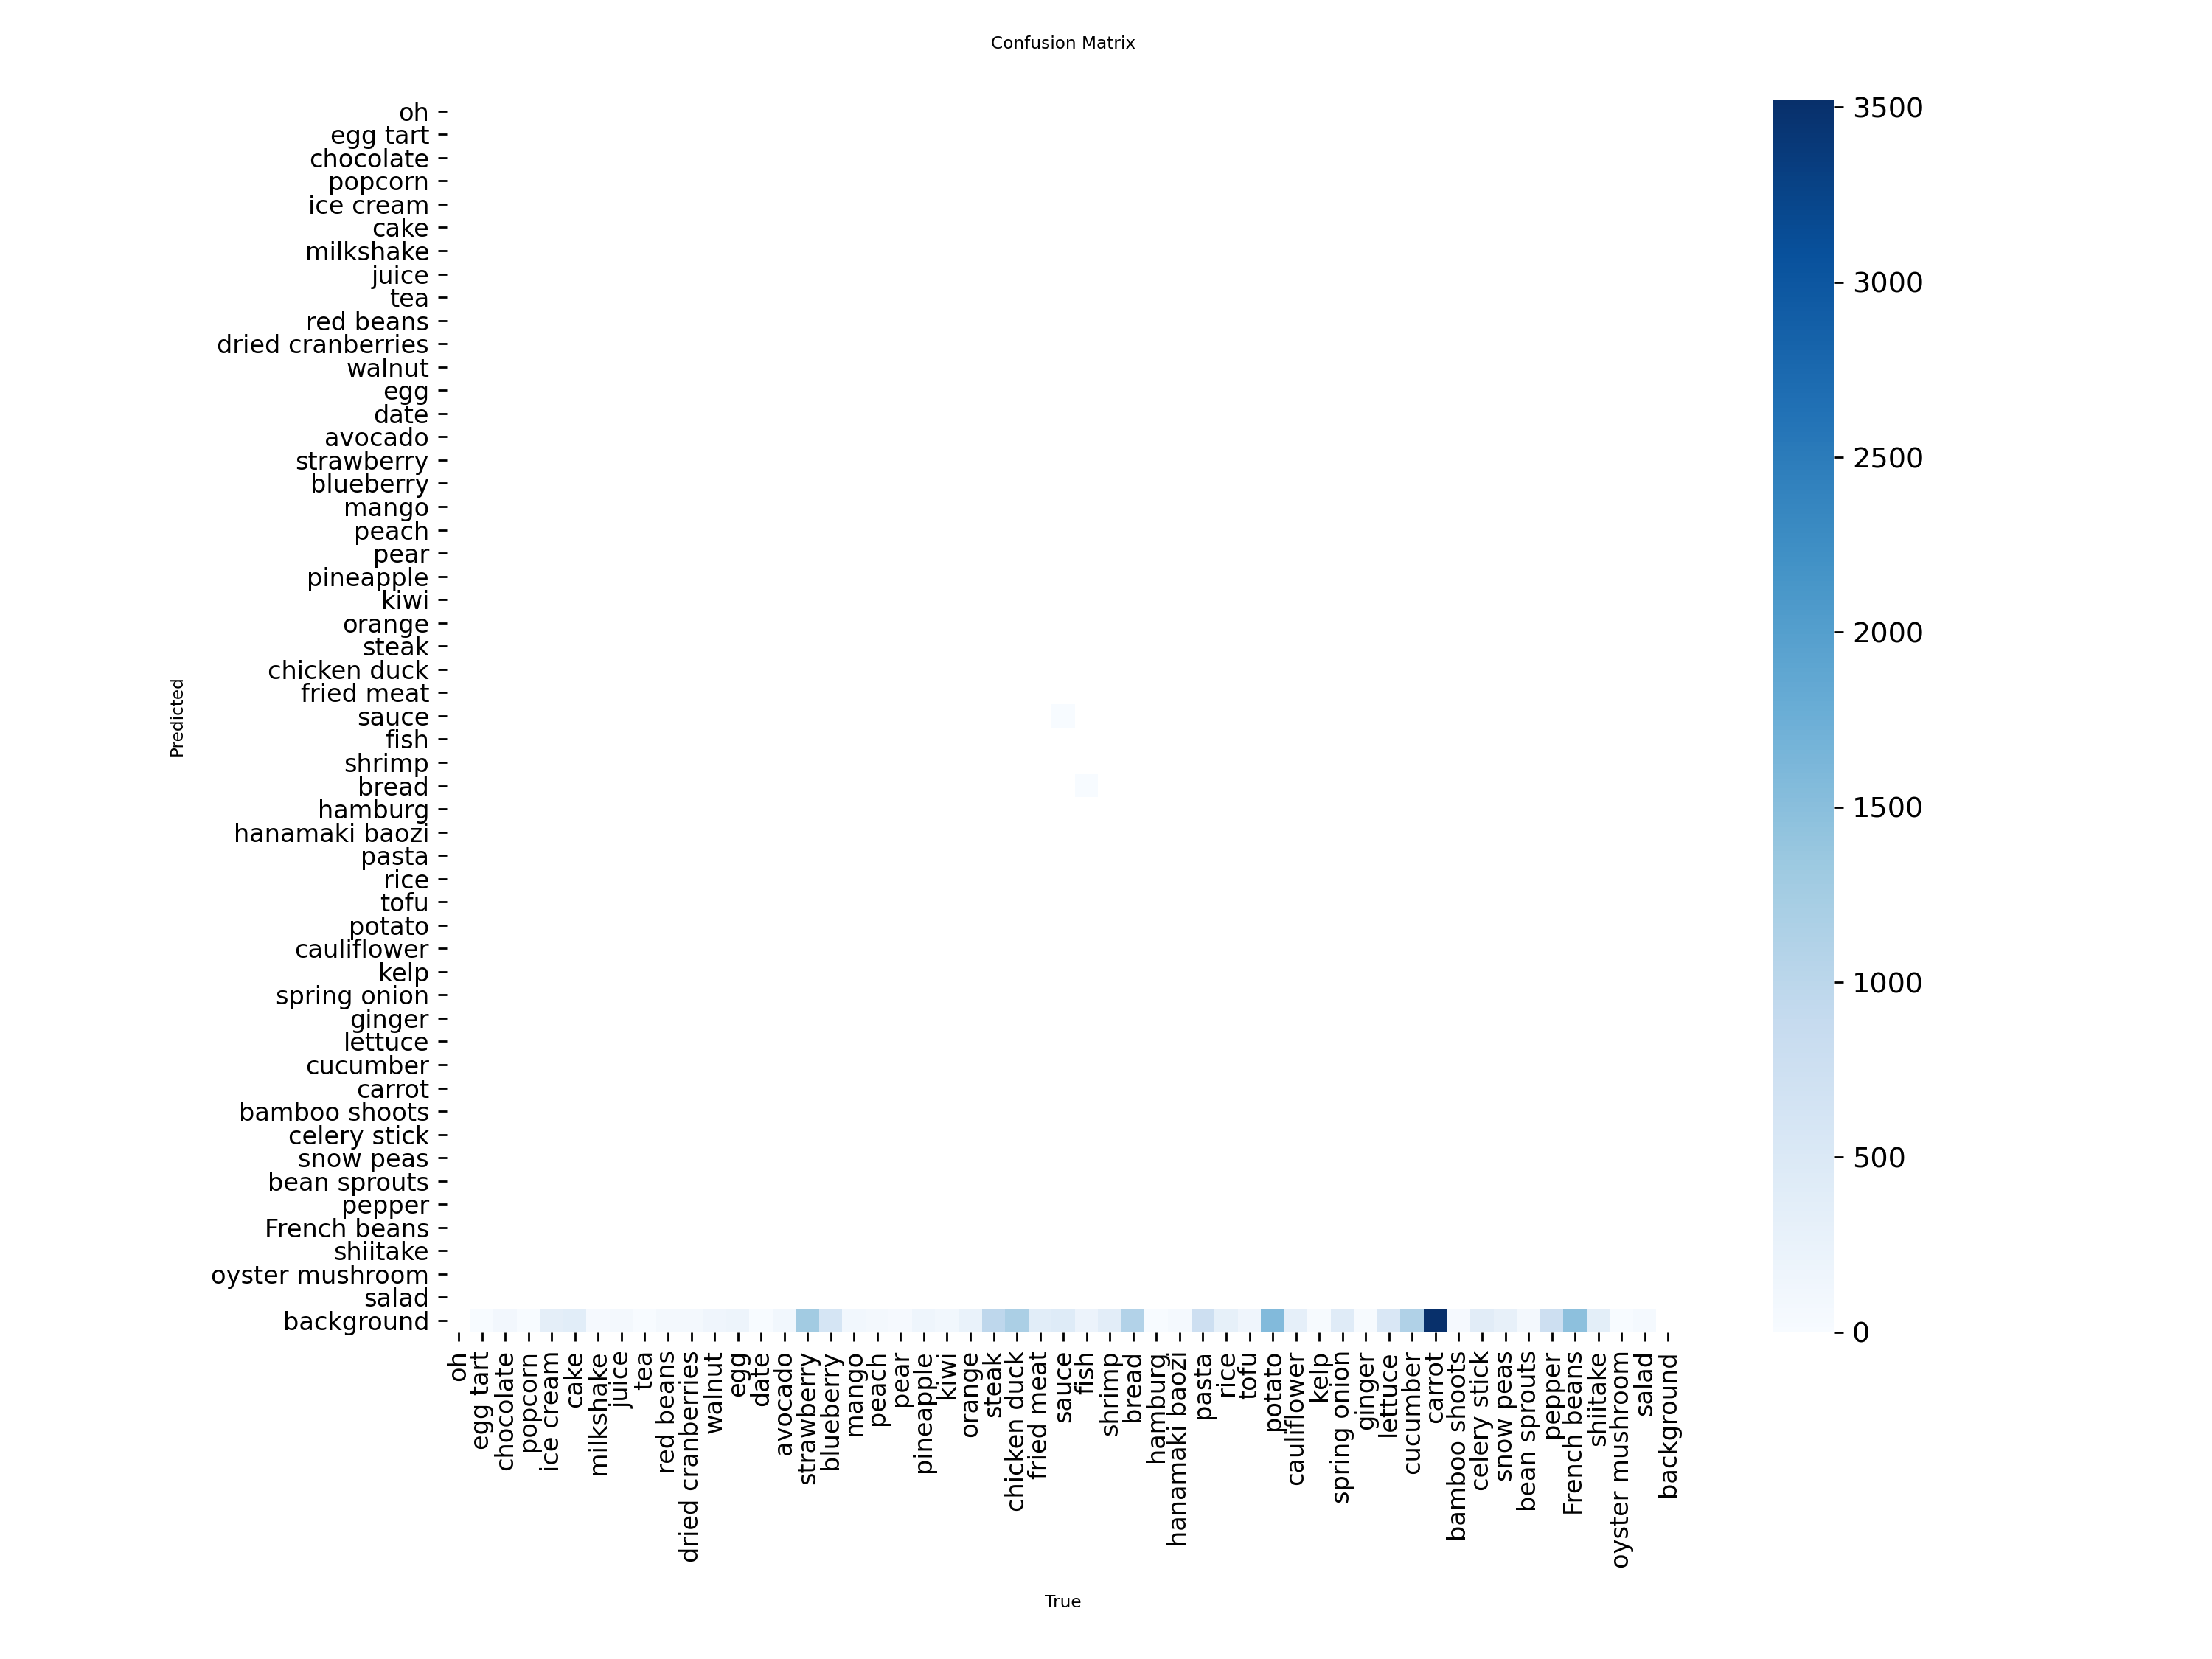 Confusion Matrix
oh
egg tart
chocolate
popcorn
ice cream
cake
milkshake
juice
tea
red beans
dried cranberries
walnut
egg
date
avocado
strawberry
blueberry
mango
peach
pear
pineapple
kiwi
orange
steak
chicken duck
fried meat
sauce
fish
shrimp
bread
hamburg
hanamaki baozi
pasta
rice
tofu
potato
cauliflower
kelp
spring onion
ginger
lettuce
cucumber
carrot
bamboo shoots
celery stick
snow peas
bean sprouts
pepper
French beans
shiitake
oyster mushroom
salad
background
Predicted
oh
egg tart
chocolate
popcorn
ice cream
cake
milkshake
juice
tea
red beans
dried cranberries
walnut
egg
date
avocado
strawberry
blueberry
mango
peach
pear
pineapple
kiwi
orange
steak
chicken duck
fried meat
sauce
fish
shrimp
bread
hamburg
hanamaki baozi
pasta
rice
tofu
potato
cauliflower
kelp
spring onion
ginger
lettuce
cucumber
carrot
bamboo shoots
celery stick
snow peas
bean sprouts
pepper
French beans
shiitake
oyster mushroom
salad
background
True
3500
3000
2500
2000
1500
1000
500
0